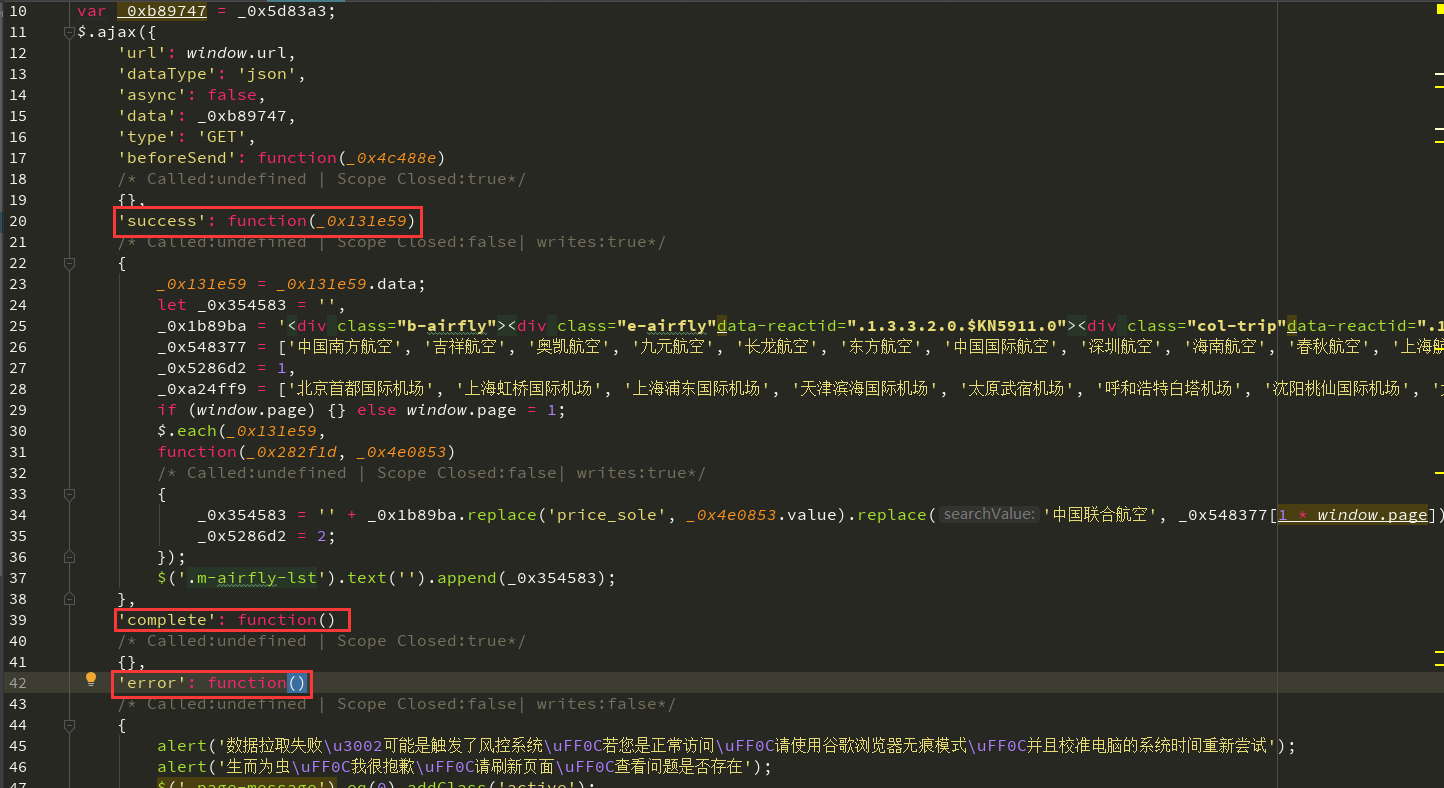 10 var _0xb89747 = _0x5d83a3;
11 $.ajax({
12 'url': window.url,
13 'dataType': 'json',
14 'async': false,
15 'data': _0xb89747,
16 'type': 'GET',
17 'beforeSend': function(_0x4c488e)
18 /* Called:undefined | Scope Closed:true*/
19 {},
20 'success': function(_0x131e59)
21 /* Called:undefined | Scope Closed:false| writes:true*/
22 {
23 _0x131e59 = _0x131e59.data;
24 let _0x354583 = '',
25 _0x1b89ba = '<div class="b-airfly"><div class="e-airfly"data-reactid=".1.3.3.2.0.$KN5911.0"><div class="col-trip"data-reactid=".1
26 _0x548377 = ['中国南方航空', '吉祥航空', '奥凯航空', '九元航空', '长龙航空', '东方航空', '中国国际航空', '深圳航空', '海南航空', '春秋航空', '上海航
27 _0x5286d2 = 1,
28 _0xa24ff9 = ['北京首都国际机场', '上海虹桥国际机场', '上海浦东国际机场', '天津滨海国际机场', '太原武宿机场', '呼和浩特白塔机场', '沈阳桃仙国际机场', '
29 if (window.page) {} else window.page = 1;
30 $.each(_0x131e59,
31 function(_0x282f1d, _0x4e0853)
32 /* Called:undefined | Scope Closed:false| writes:true*/
33 {
34 _0x354583 = '' + _0x1b89ba.replace('price_sole', _0x4e0853.value).replace( searchValue: '中国联合航空', _0x548377[1 * window.page])
35 _0x5286d2 = 2;
36 });
37 $('.m-airfly-lst').text('').append(_0x354583);
38 },
39 'complete': function()
40 /* Called:undefined | Scope Closed:true*/
41 {},
42 'error': function()
43 /* Called:undefined | Scope Closed:false| writes:false*/
44 {
45 alert('数据拉取失败\u3002可能是触发了风控系统\uFF0C若您是正常访问\uFF0C请使用谷歌浏览器无痕模式\uFF0C并且校准电脑的系统时间重新尝试');
46 alert('生而为虫\uFF0C我很抱歉\uFF0C请刷新页面\uFF0C查看问题是否存在');
47 $('.page-message').eq(0).addClass('active');